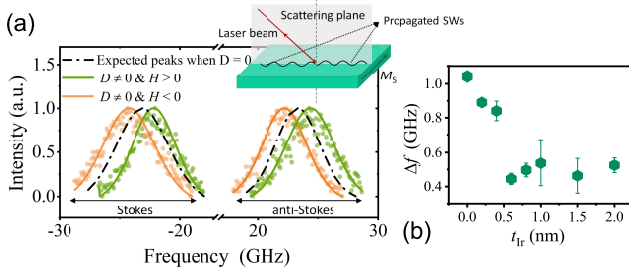 (a)
Scattering plane
Laser beam
Prcpagated SWs
Ms
Expected peaks when D = 0
D ≠ 0 & H > 0
D ≠ 0 & H < 0
Intensity (a.u.)
1.5
1.0
0.5
0.0
Stokes
anti-Stokes
-30
-20
20
30
Frequency (GHz)
Δf (GHz)
1.0
0.8
0.6
0.4
0.0
0.5
1.0
1.5
2.0
(b)
tIr (nm)